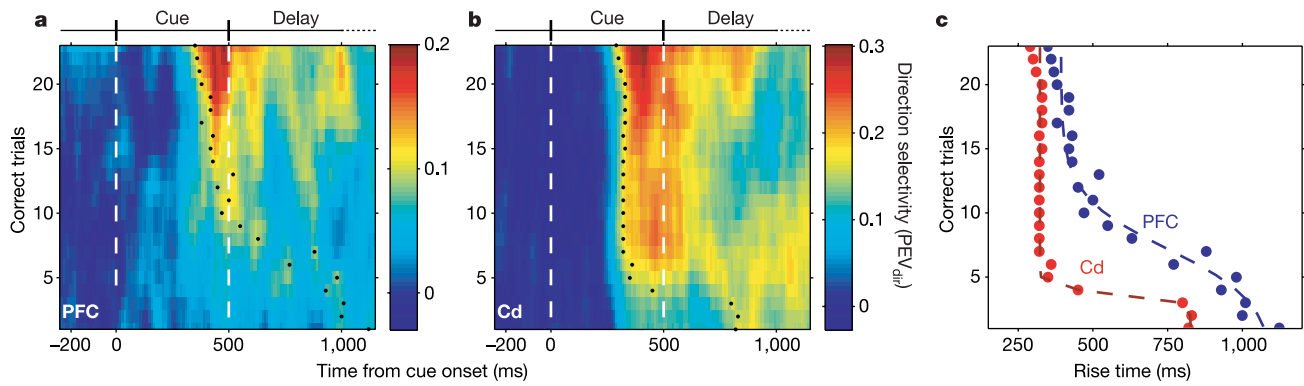 a
Cue
Delay
20
15
10
5
Correct trials
PFC
−200
0
500
1,000
0.2
0.1
0
b
Cue
Delay
20
15
10
5
Cd
−200
0
500
1,000
Time from cue onset (ms)
0.3
0.2
0.1
0
Direction selectivity (PEVdir)
c
20
15
10
5
Correct trials
PFC
Cd
250
500
750
1,000
Rise time (ms)